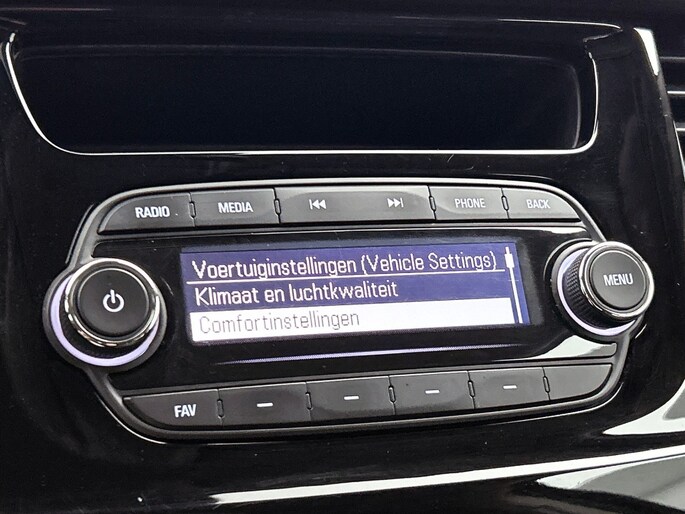 RADIO MEDIA PHONE BACK
Voertuiginstellingen (Vehicle Settings)
Klimaat en luchtkwaliteit
Comfortinstellingen
MENU
FAV